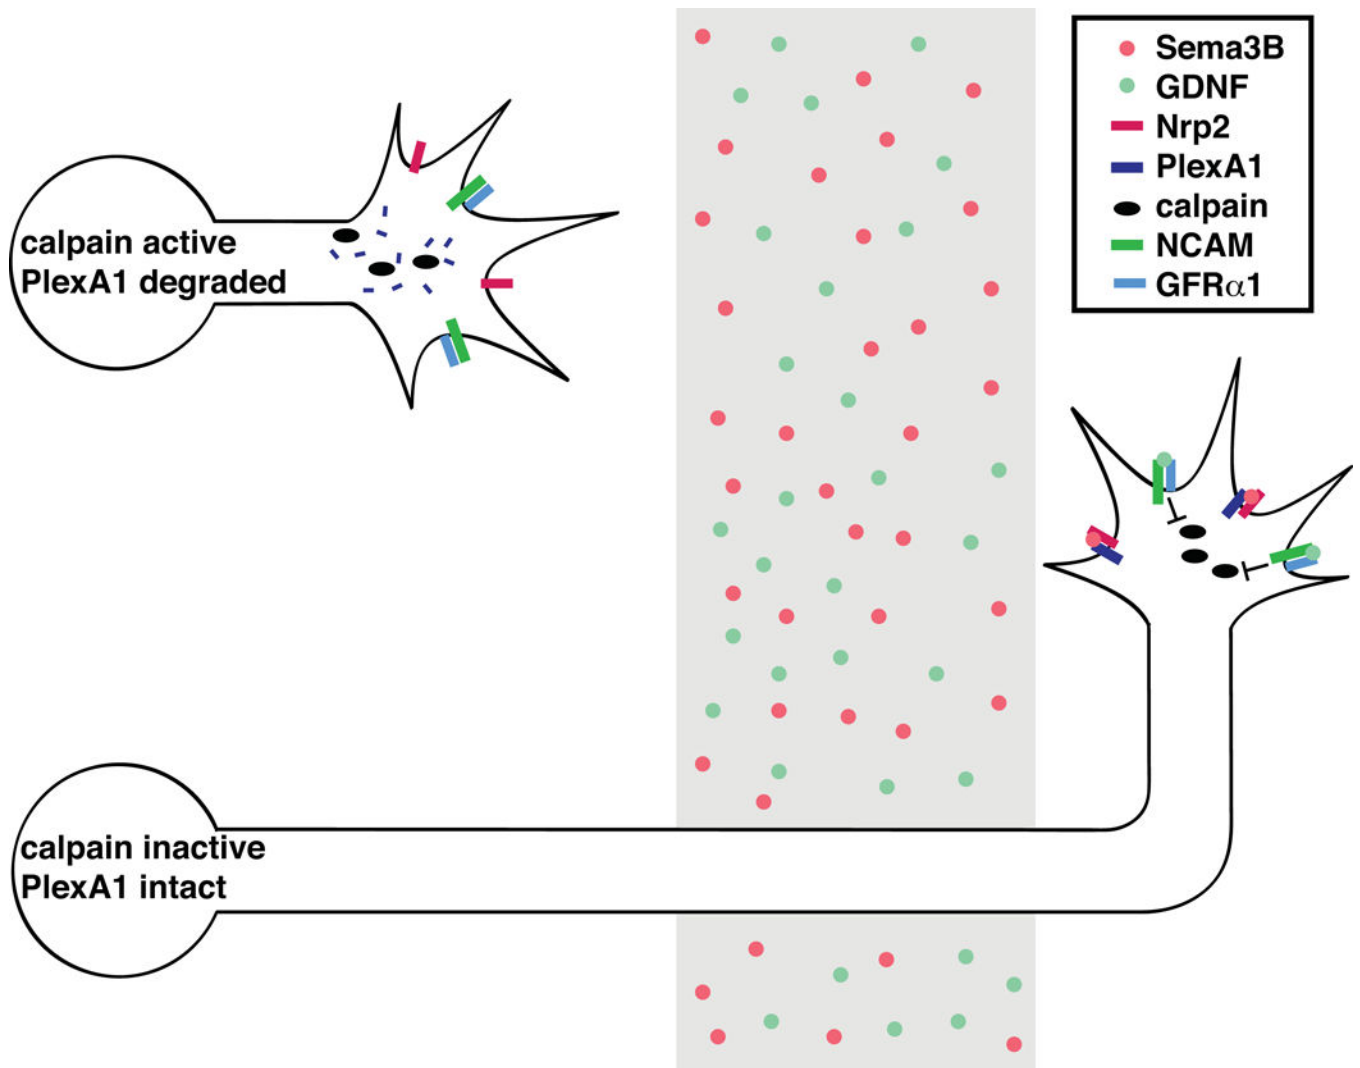 Sema3B
GDNF
Nrp2
PlexA1
calpain
NCAM
GFRα1
calpain active
PlexA1 degraded
calpain inactive
PlexA1 intact